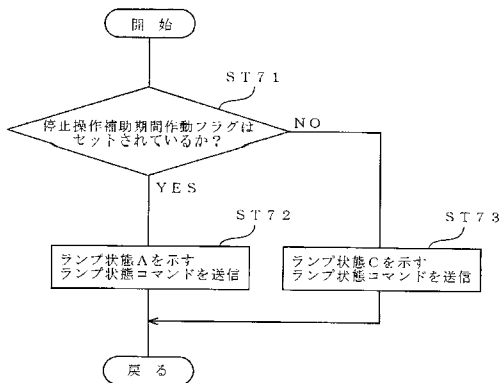 開 始
ＳＴ７１
停止操作補助期間作動フラグは
セットされているか？
ＮＯ
ＹＥＳ
ＳＴ７２
ランプ状態Ａを示す
ランプ状態コマンドを送信
ＳＴ７３
ランプ状態Ｃを示す
ランプ状態コマンドを送信
戻 る